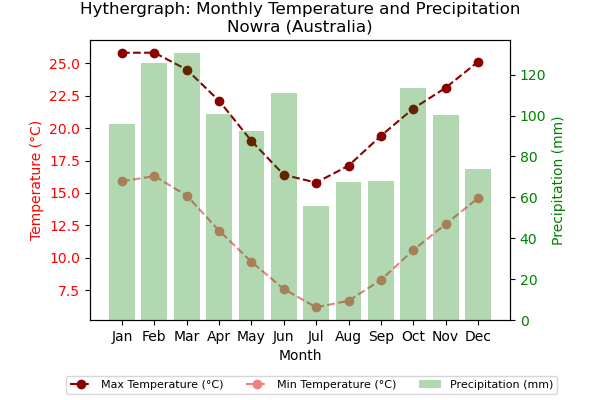 Hythergraph: Monthly Temperature and Precipitation
Nowra (Australia)
25.0
22.5
20.0
17.5
15.0
12.5
10.0
7.5
Temperature (°C)
120
100
80
60
40
20
0
Precipitation (mm)
Jan Feb Mar Apr May Jun Jul Aug Sep Oct Nov Dec
Month
Max Temperature (°C) Min Temperature (°C) Precipitation (mm)